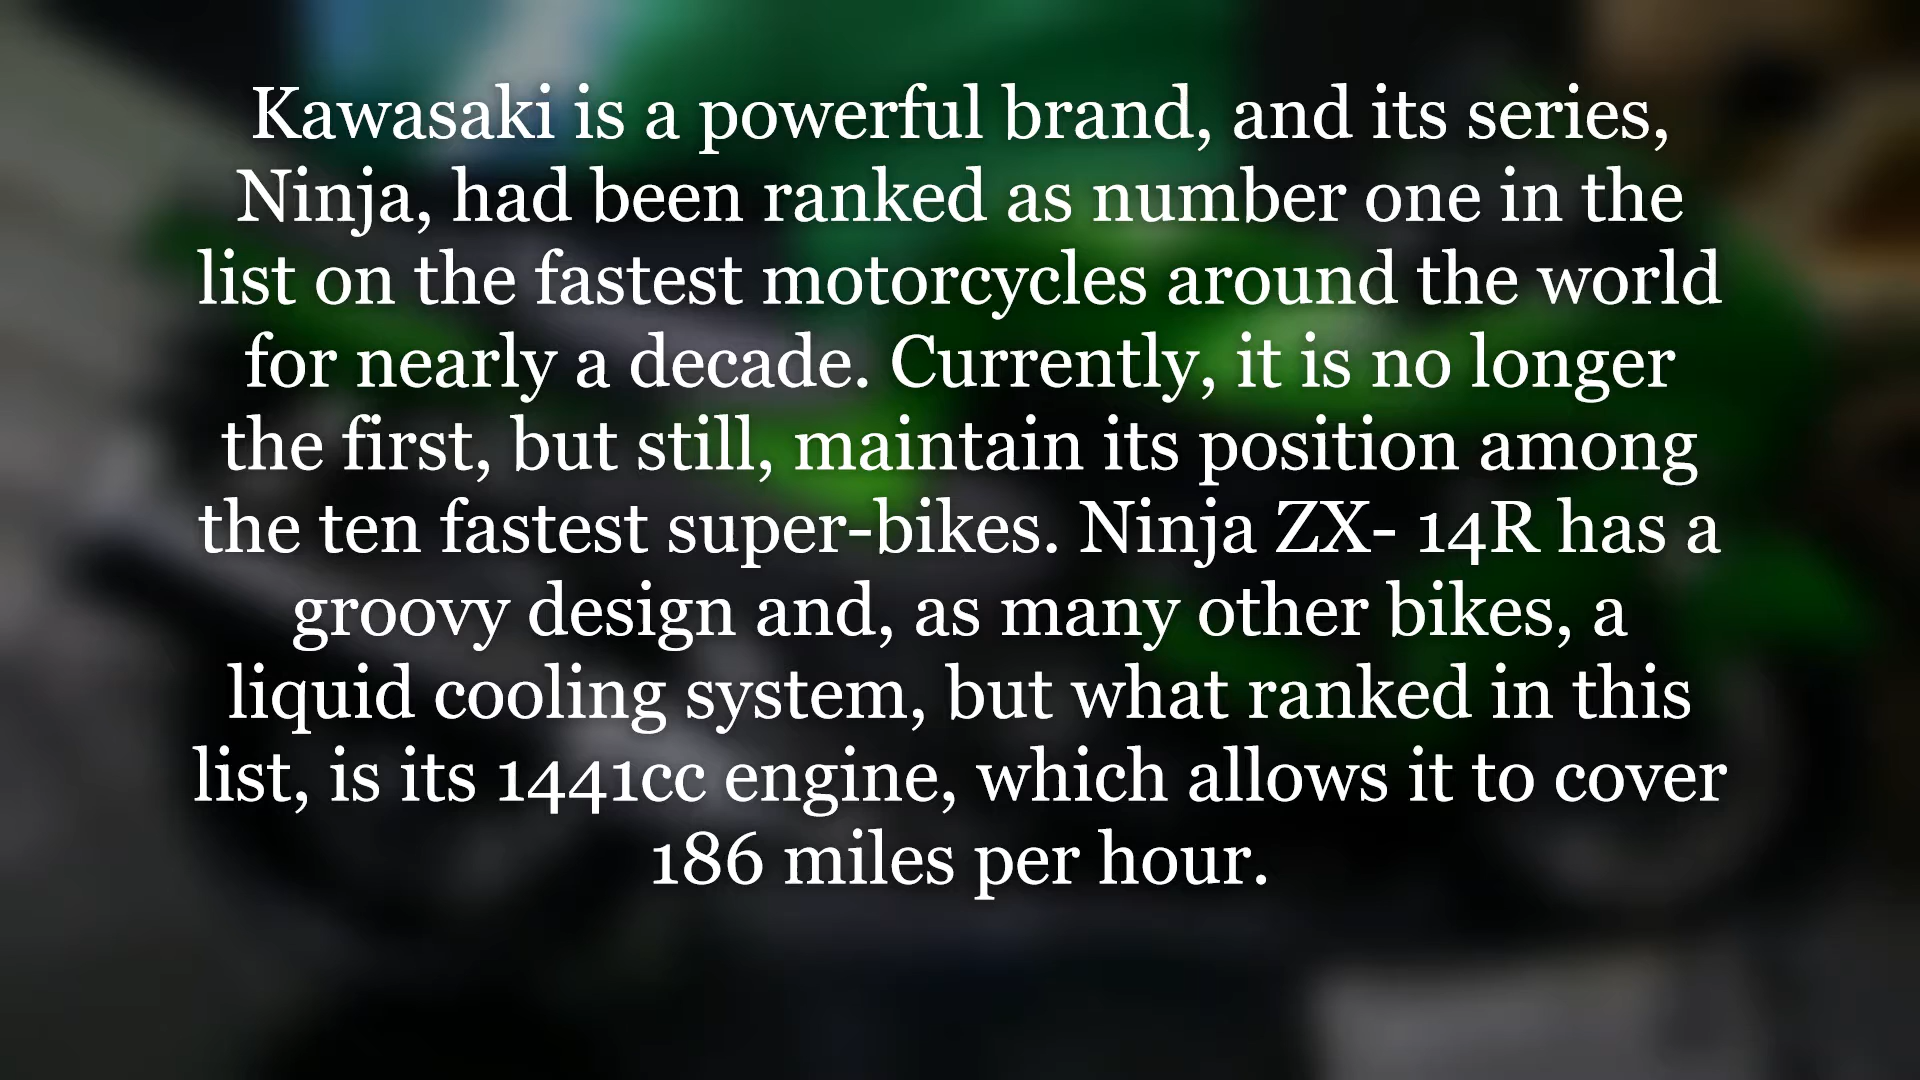 Kawasaki is a powerful brand, and its series,
Ninja, had been ranked as number one in the
list on the fastest motorcycles around the world
for nearly a decade. Currently, it is no longer
the first, but still, maintain its position among
the ten fastest super-bikes. Ninja ZX- 14R has a
groovy design and, as many other bikes, a
liquid cooling system, but what ranked in this
list, is its 1441cc engine, which allows it to cover
186 miles per hour.